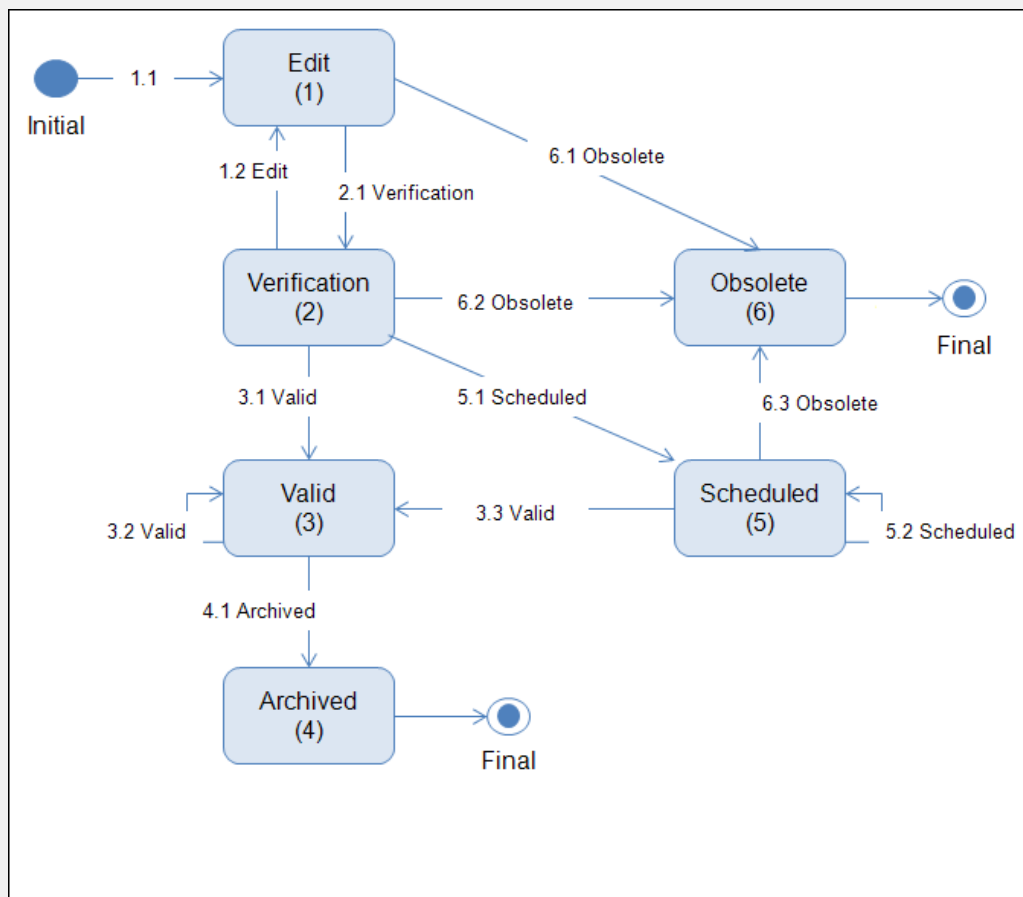 Edit
(1)
1.1
Initial
6.1 Obsolete
1.2 Edit
2.1 Verification
Verification
(2)
6.2 Obsolete
Obsolete
(6)
Final
3.1 Valid
5.1 Scheduled
6.3 Obsolete
Valid
(3)
3.2 Valid
3.3 Valid
Scheduled
(5)
5.2 Scheduled
4.1 Archived
Archived
(4)
Final